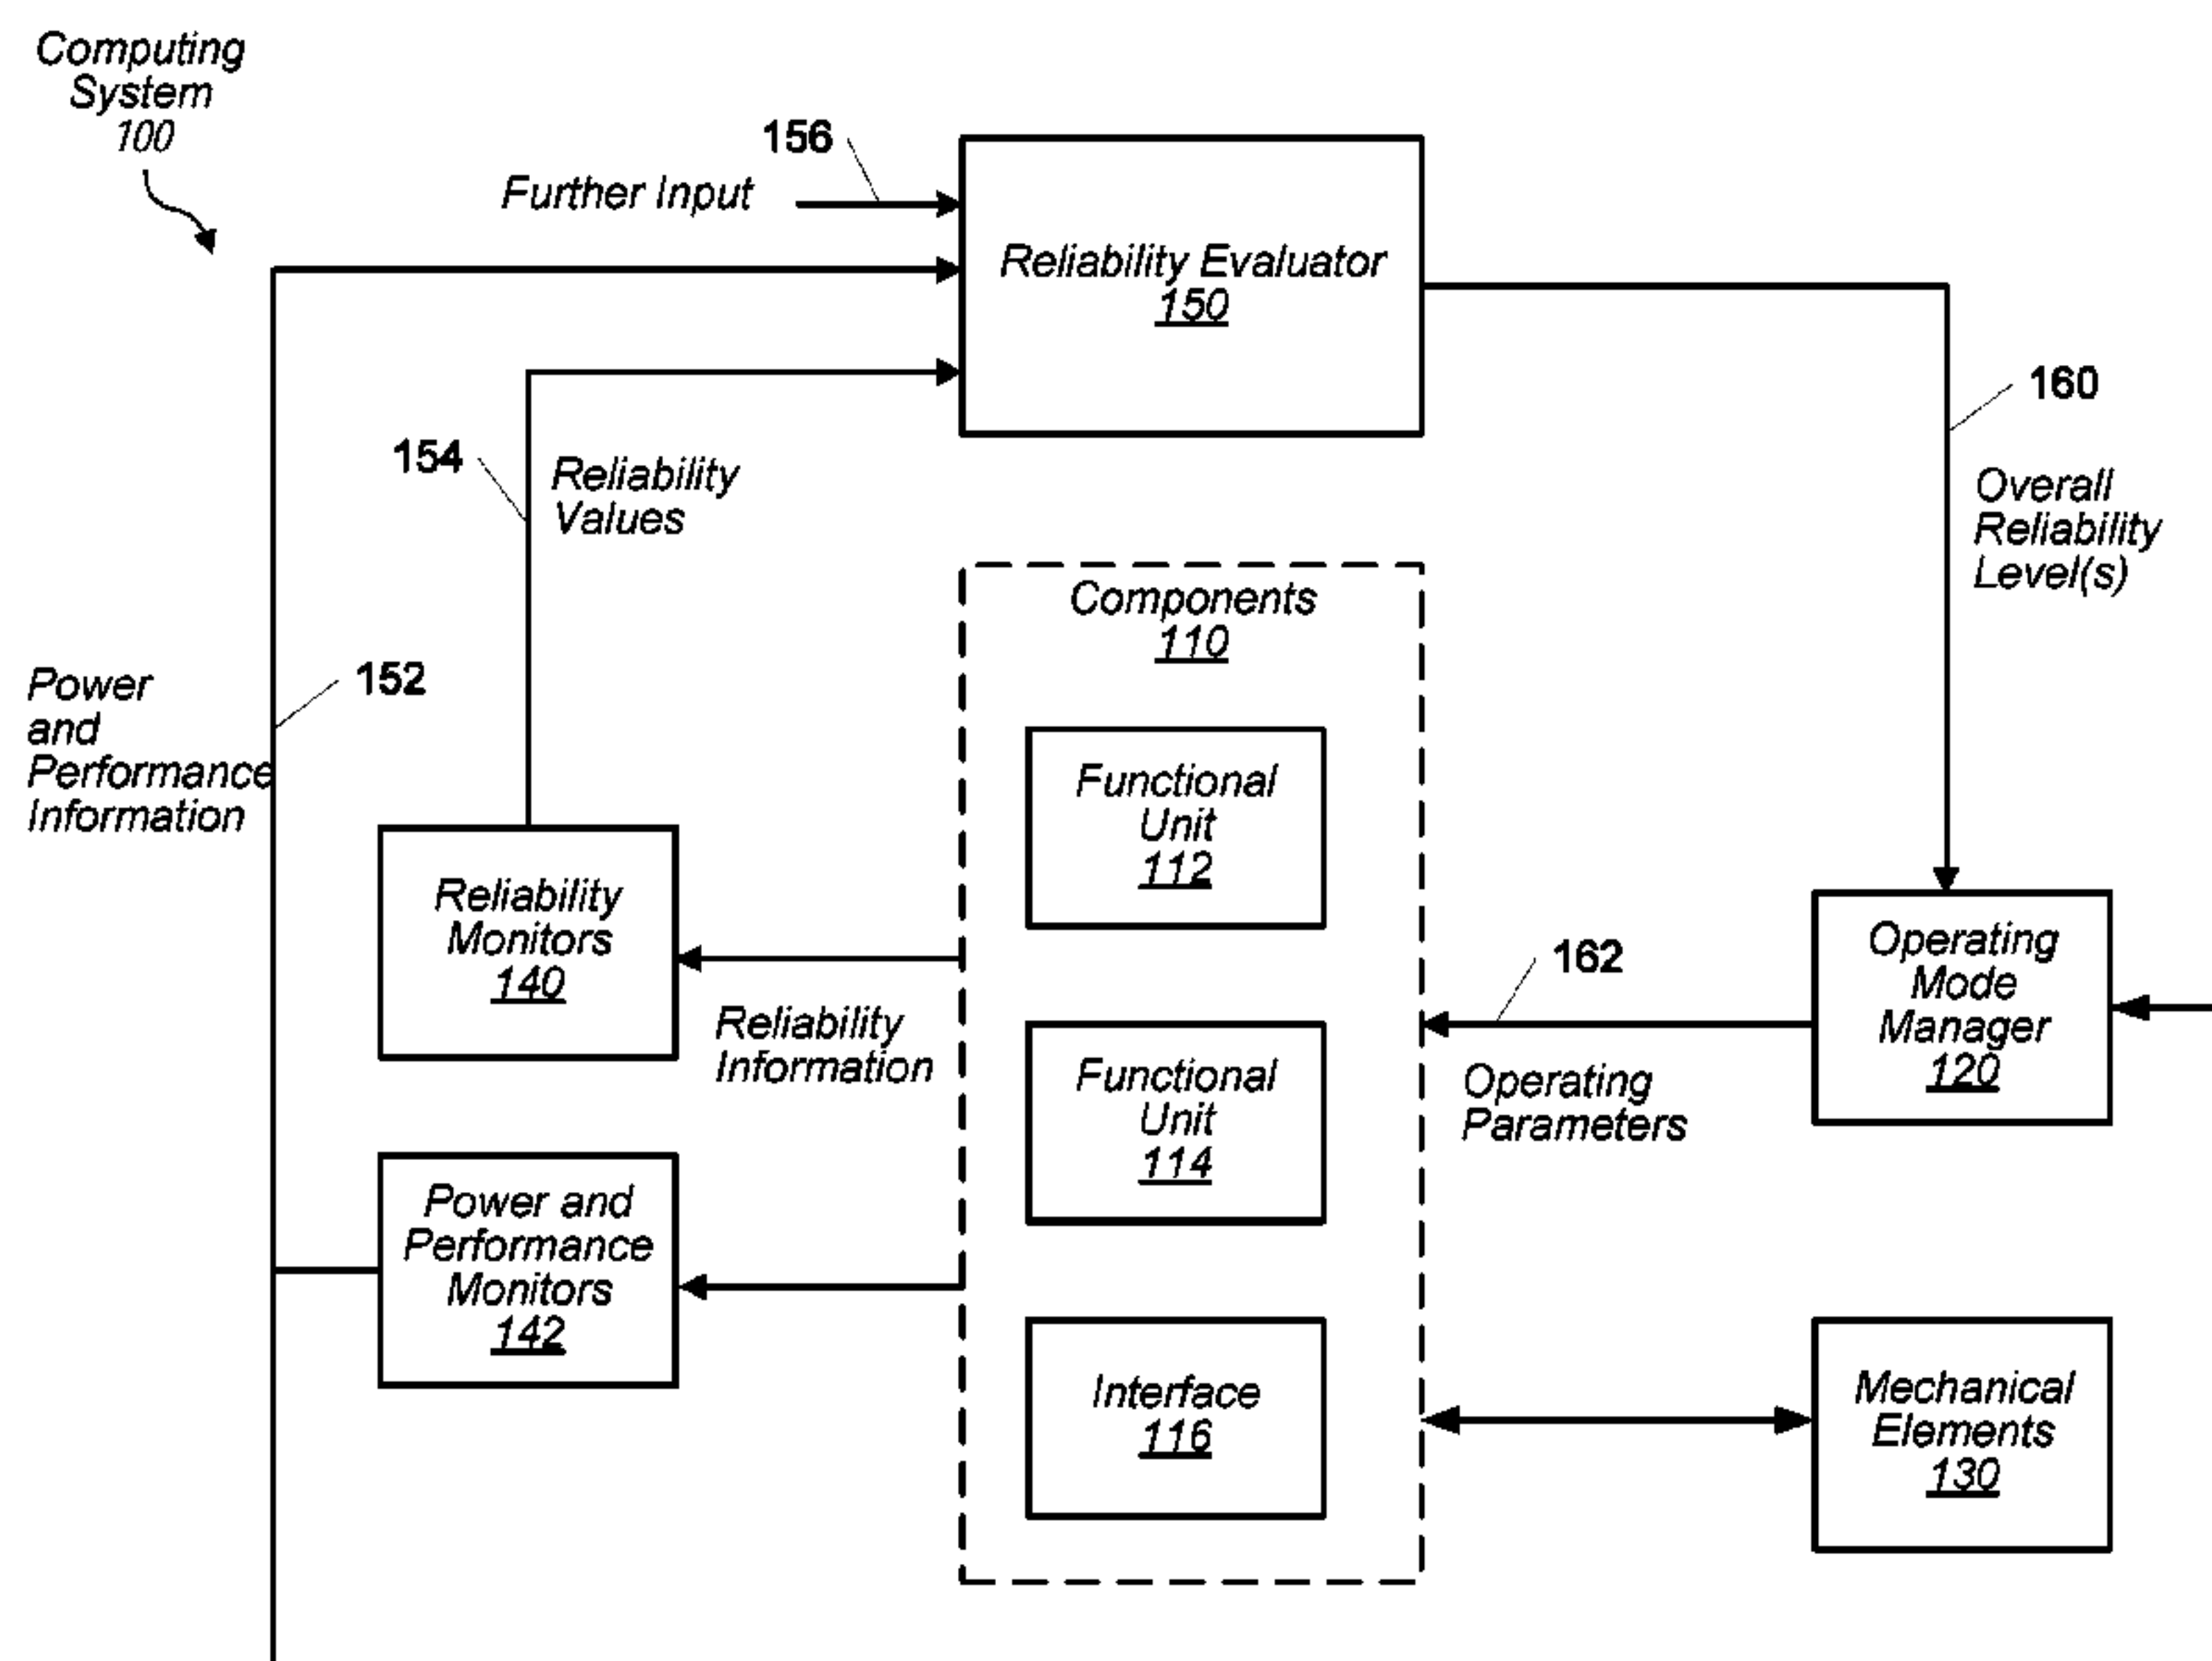 Computing
System
100
156
Further Input
Reliability Evaluator
150
160
154
Reliability
Values
Overall
Reliability
Level(s)
Components
110
152
Power
and
Performance
Information
Functional
Unit
112
Reliability
Monitors
140
Operating
Mode
Manager
120
162
Reliability
Information
Functional
Unit
114
Operating
Parameters
Power and
Performance
Monitors
142
Interface
116
Mechanical
Elements
130